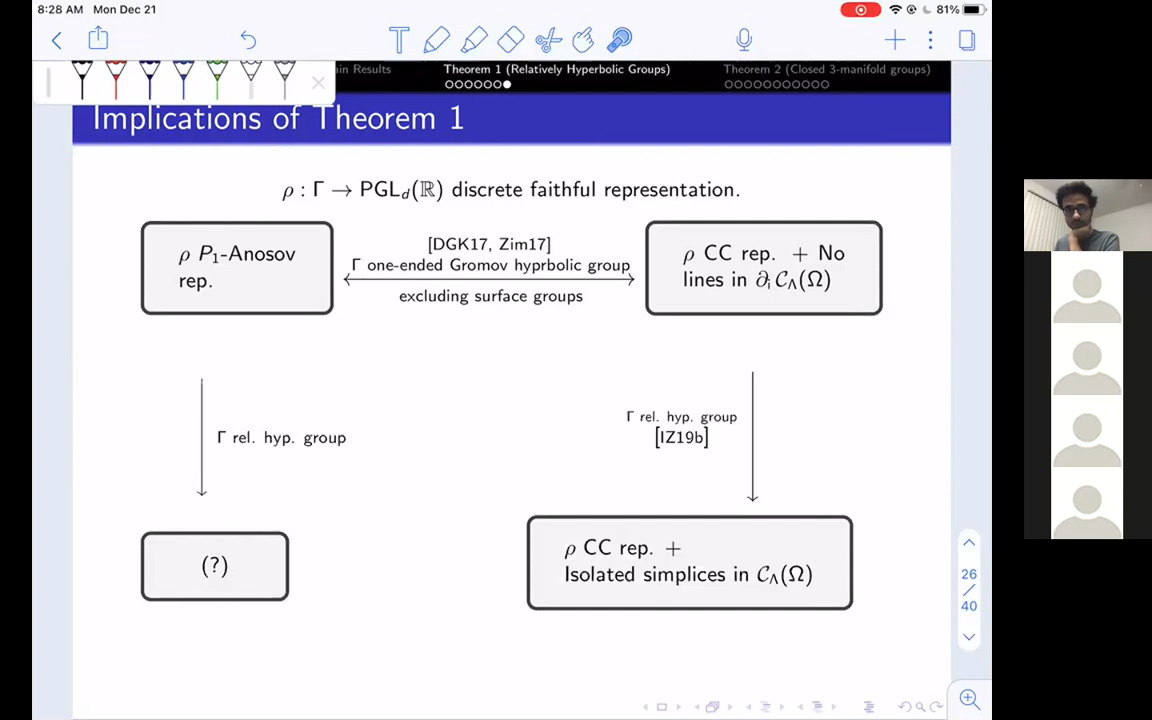 8:28 AM Mon Dec 21
81%
ain Results
Theorem 1 (Relatively Hyperbolic Groups)
Theorem 2 (Closed 3-manifold groups)
Implications of Theorem 1
ρ : Γ → PGL_d(ℝ) discrete faithful representation.
ρ P₁-Anosov
rep.
[DGK17, Zim17]
Γ one-ended Gromov hyprbolic group
excluding surface groups
ρ CC rep. + No
lines in ∂ᵢ C_Λ(Ω)
Γ rel. hyp. group
Γ rel. hyp. group
[IZ19b]
(?)
ρ CC rep. +
Isolated simplices in C_Λ(Ω)
26
/
40